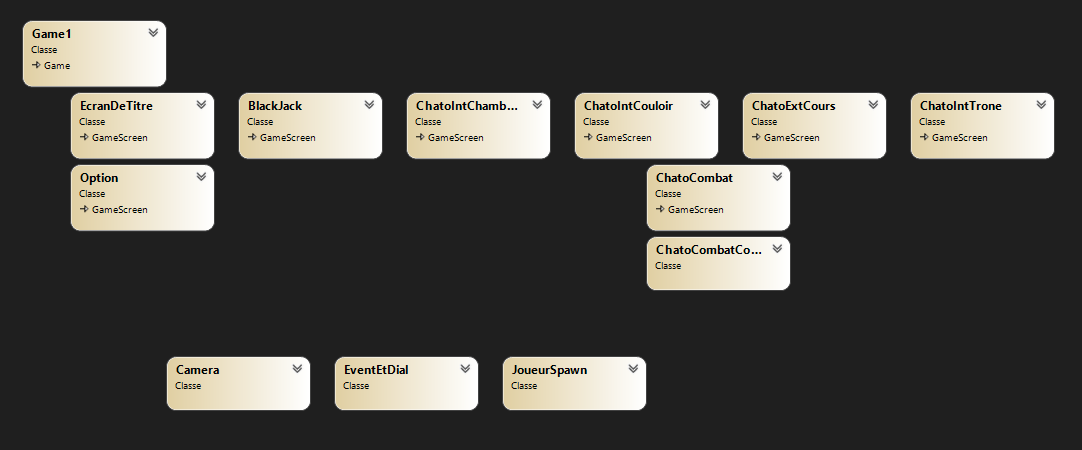 Game1
Classe
Game
EcranDeTitre
Classe
GameScreen
BlackJack
Classe
GameScreen
ChatoIntChamb...
Classe
GameScreen
ChatoIntCouloir
Classe
GameScreen
ChatoExtCours
Classe
GameScreen
ChatoIntTrone
Classe
GameScreen
Option
Classe
GameScreen
ChatoCombat
Classe
GameScreen
ChatoCombatCo...
Classe
Camera
Classe
EventEtDial
Classe
JoueurSpawn
Classe